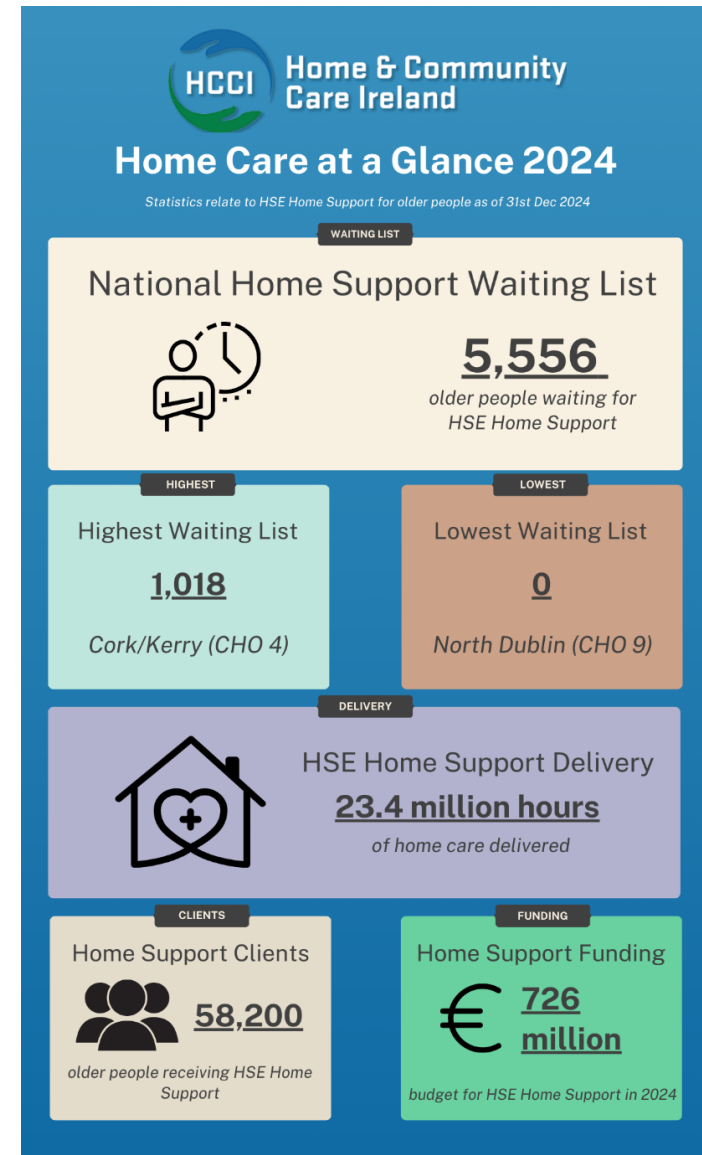 HCCI
Home & Community
Care Ireland
Home Care at a Glance 2024
Statistics relate to HSE Home Support for older people as of 31st Dec 2024
WAITING LIST
National Home Support Waiting List
5,556
older people waiting for
HSE Home Support
HIGHEST
Highest Waiting List
1,018
Cork/Kerry (CHO 4)
LOWEST
Lowest Waiting List
0
North Dublin (CHO 9)
DELIVERY
HSE Home Support Delivery
23.4 million hours
of home care delivered
CLIENTS
Home Support Clients
58,200
older people receiving HSE Home
Support
FUNDING
Home Support Funding
€ 726
million
budget for HSE Home Support in 2024